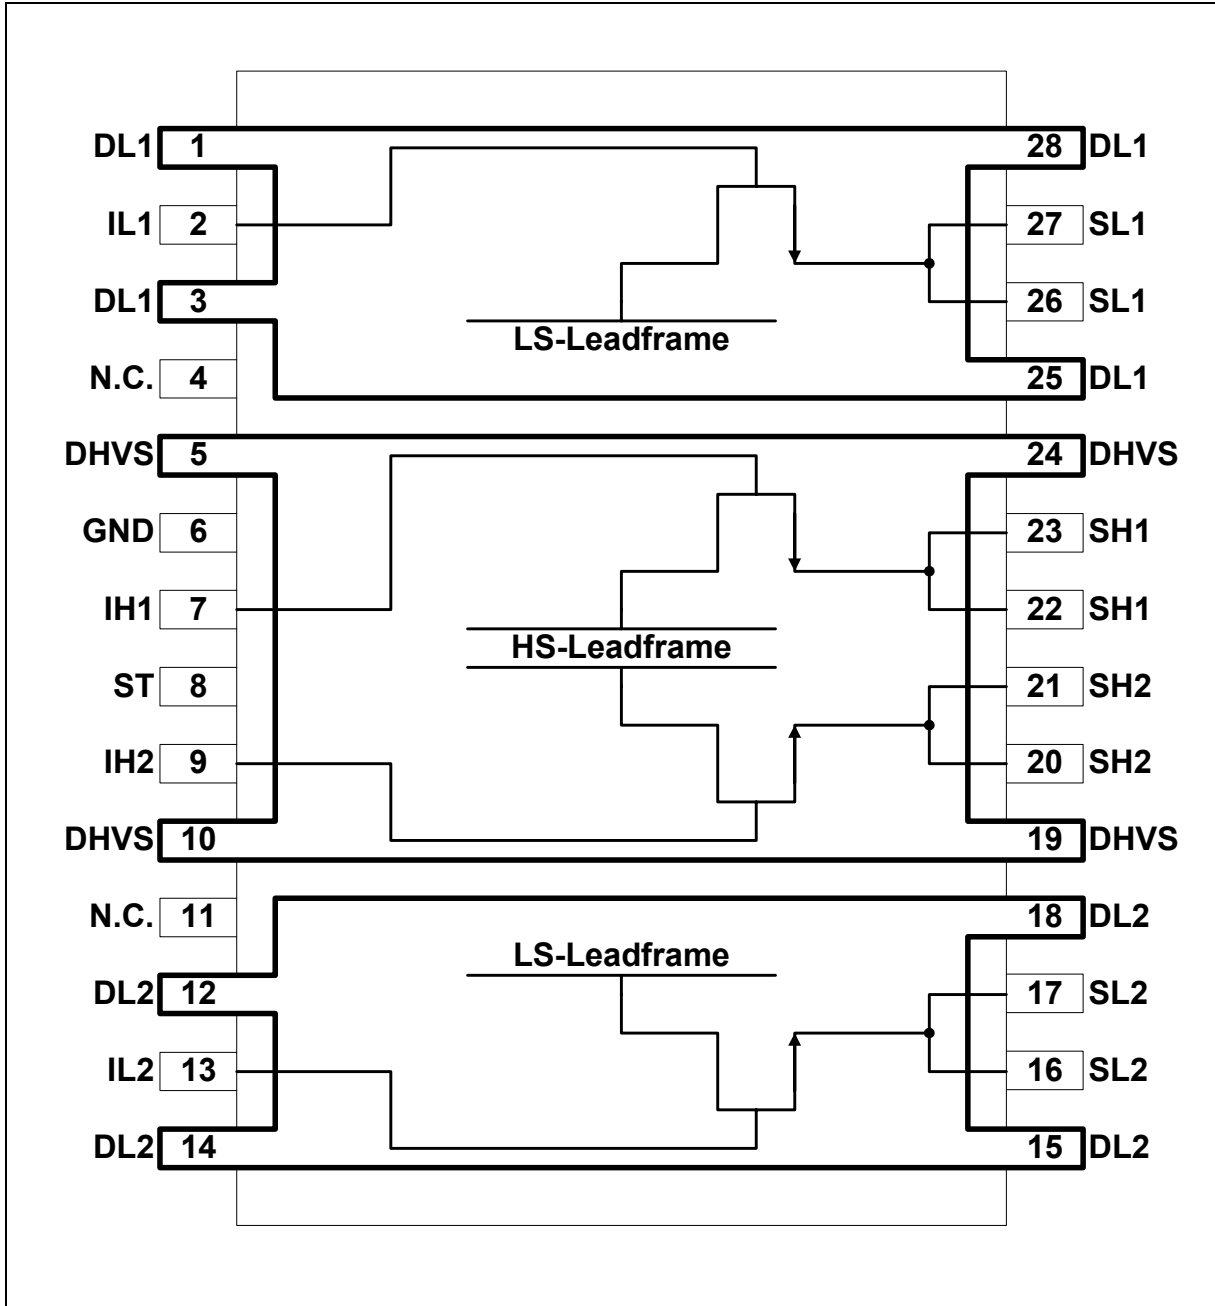 DL1 1 28 DL1
IL1 2 27 SL1
DL1 3 26 SL1
LS-Leadframe
N.C. 4 25 DL1
DHVS 5 24 DHVS
GND 6 23 SH1
IH1 7 22 SH1
HS-Leadframe
ST 8 21 SH2
IH2 9 20 SH2
DHVS 10 19 DHVS
N.C. 11 18 DL2
LS-Leadframe
DL2 12 17 SL2
IL2 13 16 SL2
DL2 14 15 DL2